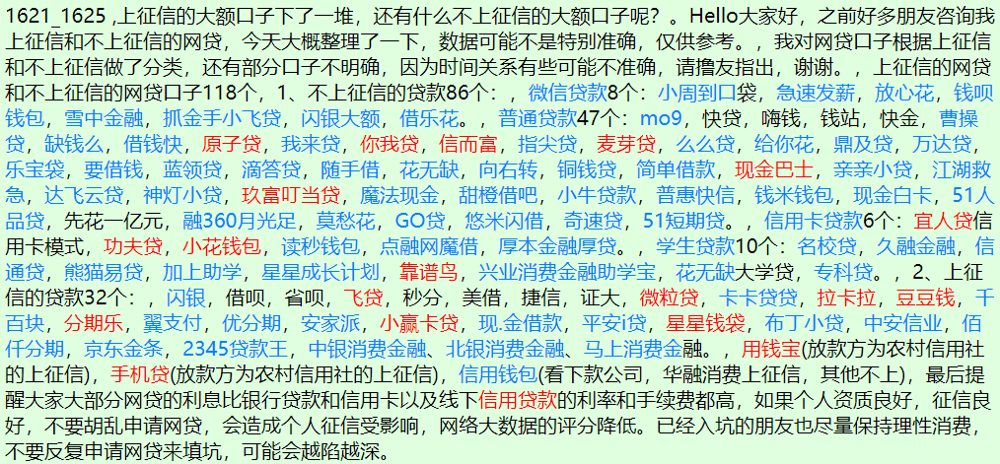 1621_1625 ,上征信的大额口子下了一堆，还有什么不上征信的大额口子呢？。Hello大家好，之前好多朋友咨询我
上征信和不上征信的网贷，今天大概整理了一下，数据可能不是特别准确，仅供参考。，我对网贷口子根据上征信
和不上征信做了分类，还有部分口子不明确，因为时间关系有些可能不准确，请撸友指出，谢谢。，上征信的网贷
和不上征信的网贷口子118个，1、不上征信的贷款86个：，微信贷款8个：小周到口袋，急速发薪，放心花，钱呗
钱包，雪中金融，抓金手小飞贷，闪银大额，借乐花。，普通贷款47个：mo9，快贷，嗨钱，钱站，快金，曹操
贷，缺钱么，借钱快，原子贷，我来贷，你我贷，信而富，指尖贷，麦芽贷，么么贷，给你花，鼎及贷，万达贷，
乐宝袋，要借钱，蓝领贷，滴答贷，随手借，花无缺，向右转，铜钱贷，简单借款，现金巴士，亲亲小贷，江湖救
急，达飞云贷，神灯小贷，玖富叮当贷，魔法现金，甜橙借吧，小牛贷款，普惠快信，钱米钱包，现金白卡，51人
品贷，先花一亿元，融360月光足，莫愁花，GO贷，悠米闪借，奇速贷，51短期贷。，信用卡贷款6个：宜人贷信
用卡模式，功夫贷，小花钱包，读秒钱包，点融网魔借，厚本金融厚贷。，学生贷款10个：名校贷，久融金融，信
通贷，熊猫易贷，加上助学，星星成长计划，靠谱鸟，兴业消费金融助学宝，花无缺大学贷，专科贷。，2、上征
信的贷款32个：，闪银，借呗，省呗，飞贷，秒分，美借，捷信，证大，微粒贷，卡卡贷贷，拉卡拉，豆豆钱，千
百块，分期乐，翼支付，优分期，安家派，小赢卡贷，现.金借款，平安i贷，星星钱袋，布丁小贷，中安信业，佰
仟分期，京东金条，2345贷款王，中银消费金融、北银消费金融、马上消费金融。，用钱宝(放款方为农村信用社
的上征信)，手机贷(放款方为农村信用社的上征信)，信用钱包(看下款公司，华融消费上征信，其他不上)，最后提
醒大家大部分网贷的利息比银行贷款和信用卡以及线下信用贷款的利率和手续费都高，如果个人资质良好，征信良
好，不要胡乱申请网贷，会造成个人征信受影响，网络大数据的评分降低。已经入坑的朋友也尽量保持理性消费，
不要反复申请网贷来填坑，可能会越陷越深。